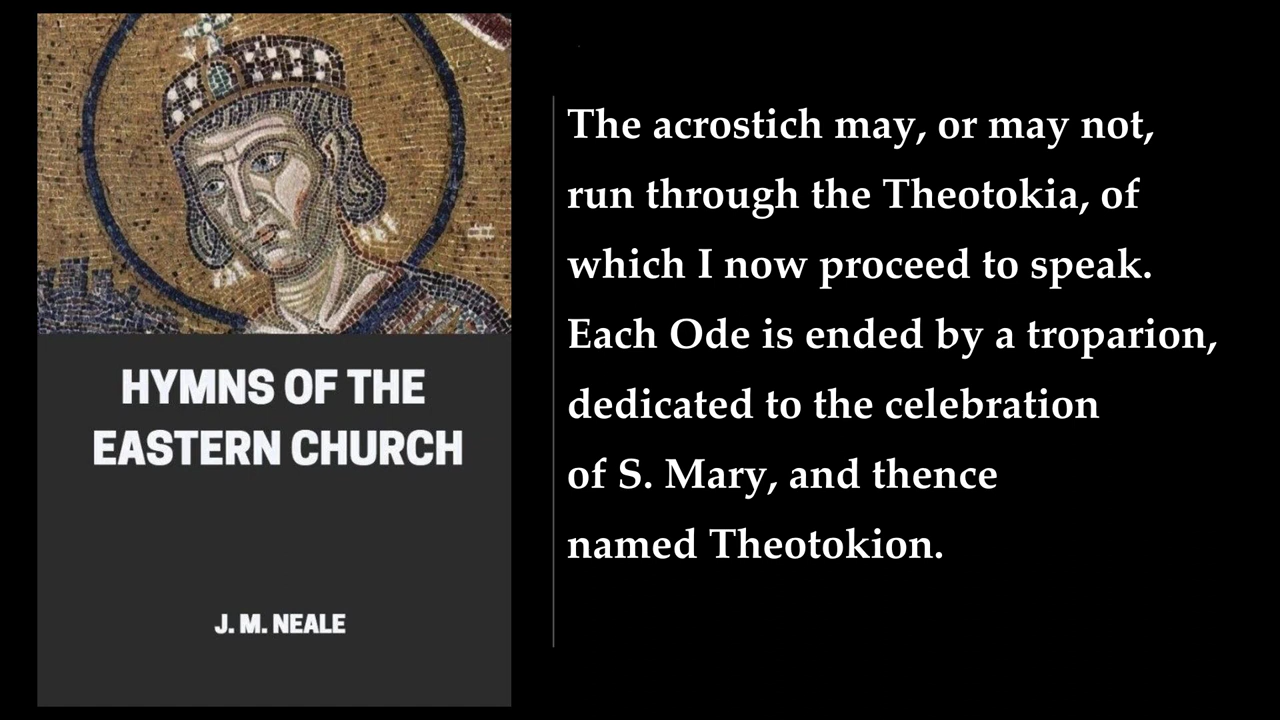 HYMNS OF THE
EASTERN CHURCH
J. M. NEALE
The acrostich may, or may not,
run through the Theotokia, of
which I now proceed to speak.
Each Ode is ended by a troparion,
dedicated to the celebration
of S. Mary, and thence
named Theotokion.